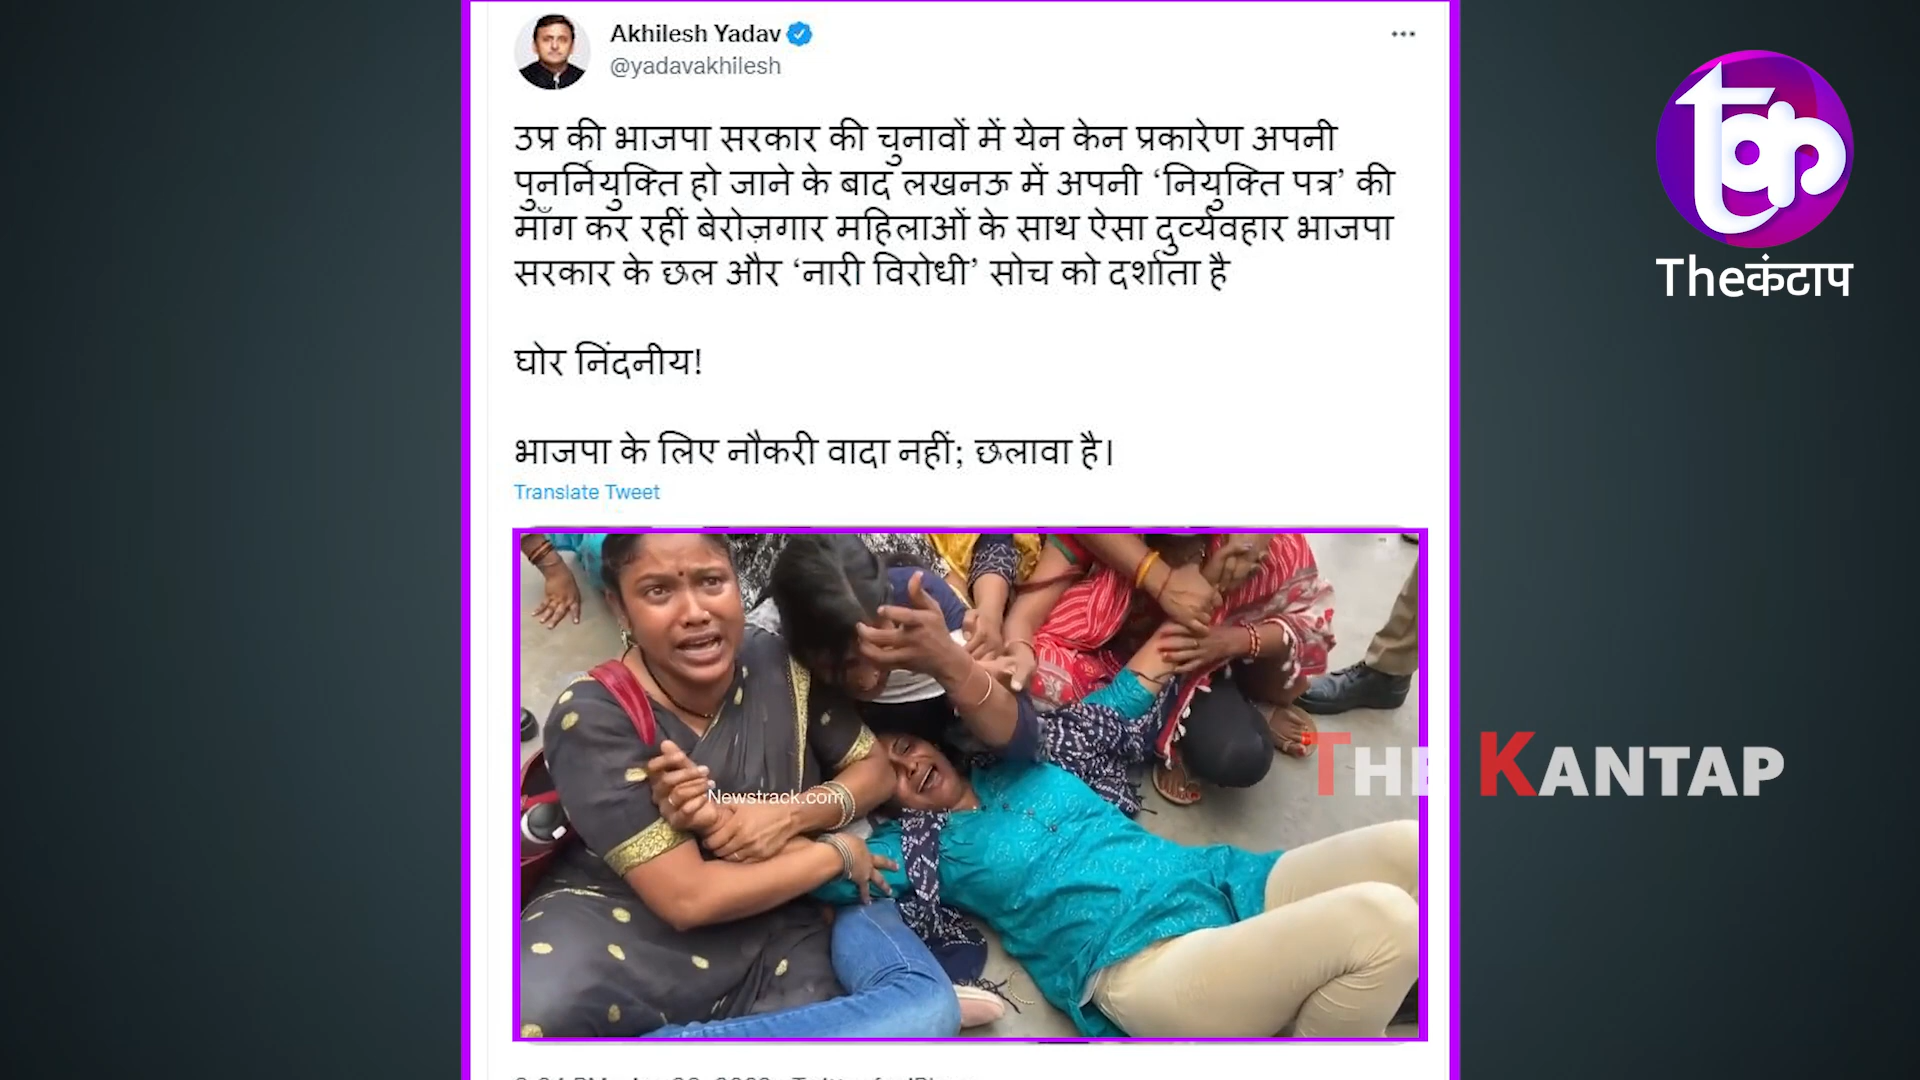 Akhilesh Yadav
@yadavakhilesh
उप्र की भाजपा सरकार की चुनावों में येन केन प्रकारेण अपनी
पुनर्नियुक्ति हो जाने के बाद लखनऊ में अपनी ‘नियुक्ति पत्र’ की
माँग कर रहीं बेरोज़गार महिलाओं के साथ ऐसा दुर्व्यवहार भाजपा
सरकार के छल और ‘नारी विरोधी’ सोच को दर्शाता है
घोर निंदनीय!
भाजपा के लिए नौकरी वादा नहीं; छलावा है।
Translate Tweet
Newstrack.com
Theकंटाप
THE KANTAP